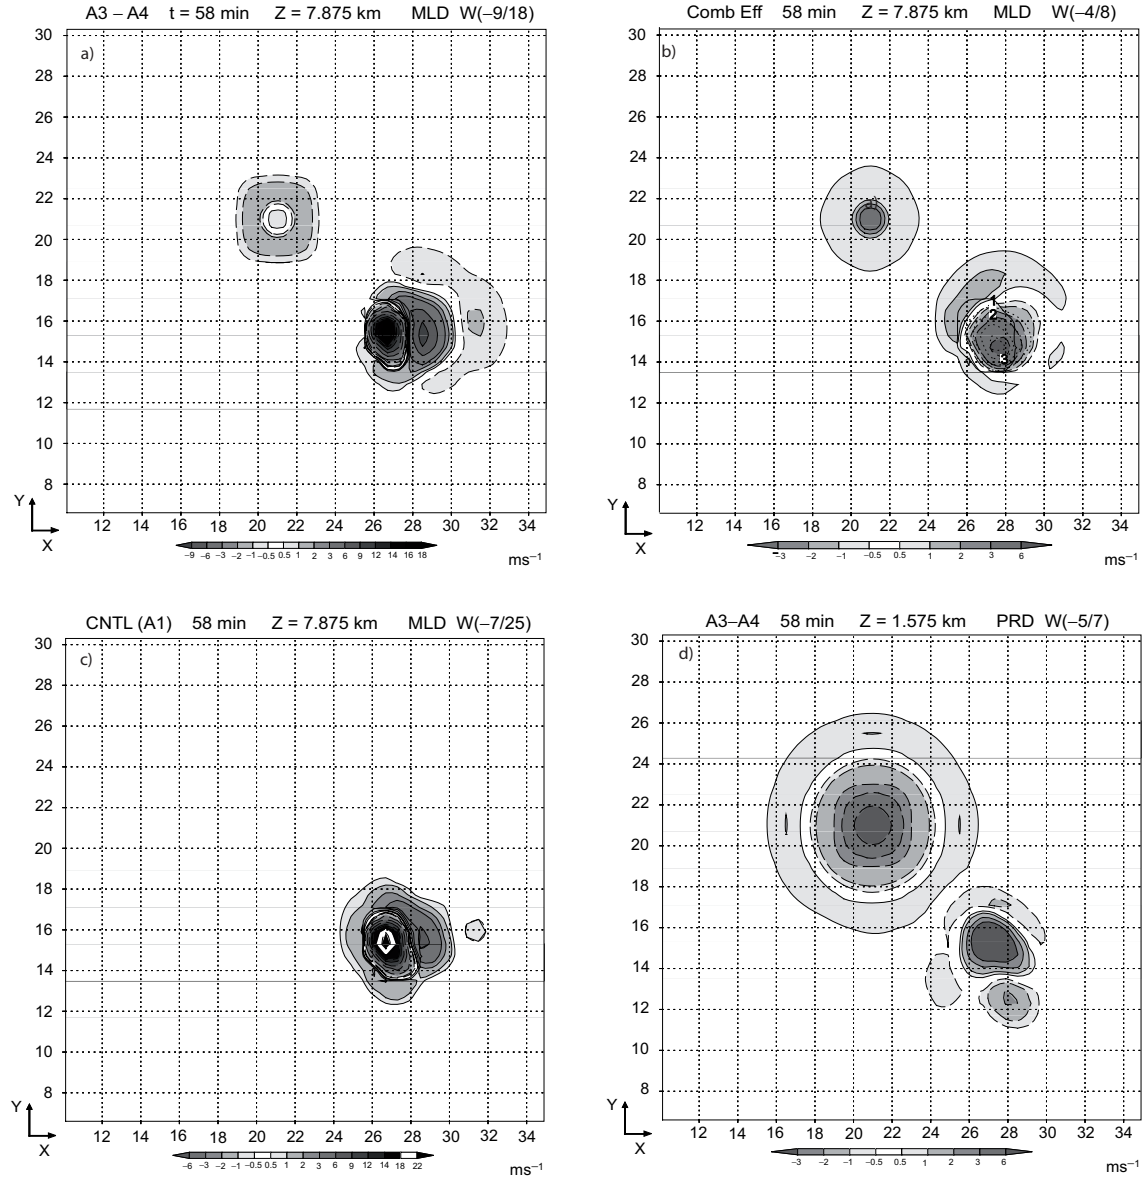 A3 – A4 t = 58 min Z = 7.875 km MLD W(–9/18)
a)
30
28
26
24
22
20
18
16
14
12
10
8
Y
X
12 14 16 18 20 22 24 26 28 30 32 34
–9 –6 –3 –2 –1 –0.5 0.5 1 2 3 6 9 12 14 16 18
ms⁻¹
Comb Eff 58 min Z = 7.875 km MLD W(–4/8)
b)
30
28
26
24
22
20
18
16
14
12
10
8
1
2
3
Y
X
12 14 16 18 20 22 24 26 28 30 32 34
–3 –2 –1 –0.5 0.5 1 2 3 6
ms⁻¹
CNTL (A1) 58 min Z = 7.875 km MLD W(–7/25)
c)
30
28
26
24
22
20
18
16
14
12
10
8
Y
X
12 14 16 18 20 22 24 26 28 30 32 34
–6 –3 –2 –1 –0.5 0.5 1 2 3 6 9 12 14 18 22
ms⁻¹
A3–A4 58 min Z = 1.575 km PRD W(–5/7)
d)
30
28
26
24
22
20
18
16
14
12
10
8
Y
X
12 14 16 18 20 22 24 26 28 30 32 34
–3 –2 –1 –0.5 0.5 1 2 3 6
ms⁻¹